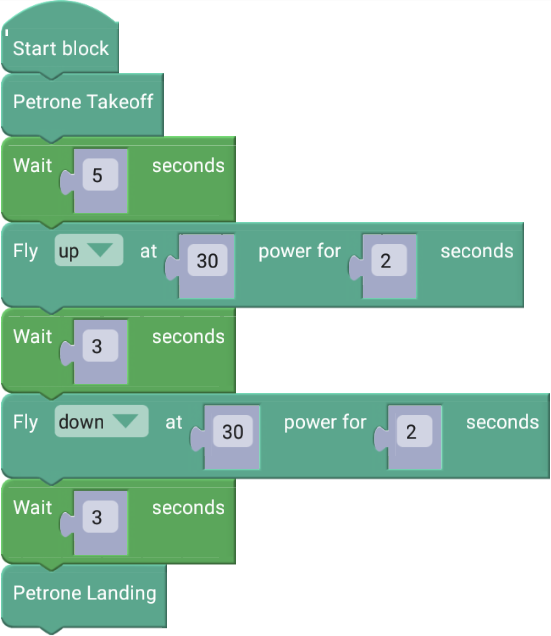 Start block
Petrone Takeoff
Wait 5 seconds
Fly up at 30 power for 2 seconds
Wait 3 seconds
Fly down at 30 power for 2 seconds
Wait 3 seconds
Petrone Landing